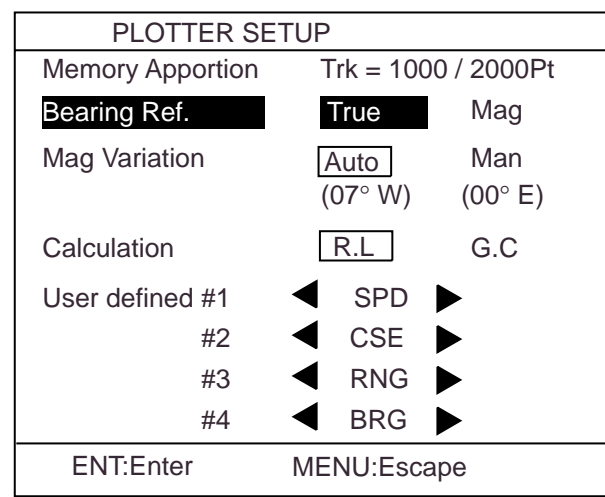 PLOTTER SETUP
Memory Apportion Trk = 1000 / 2000Pt
Bearing Ref. True Mag
Mag Variation Auto Man
(07° W) (00° E)
Calculation R.L G.C
User defined #1 ◀ SPD ▶
#2 ◀ CSE ▶
#3 ◀ RNG ▶
#4 ◀ BRG ▶
ENT:Enter MENU:Escape